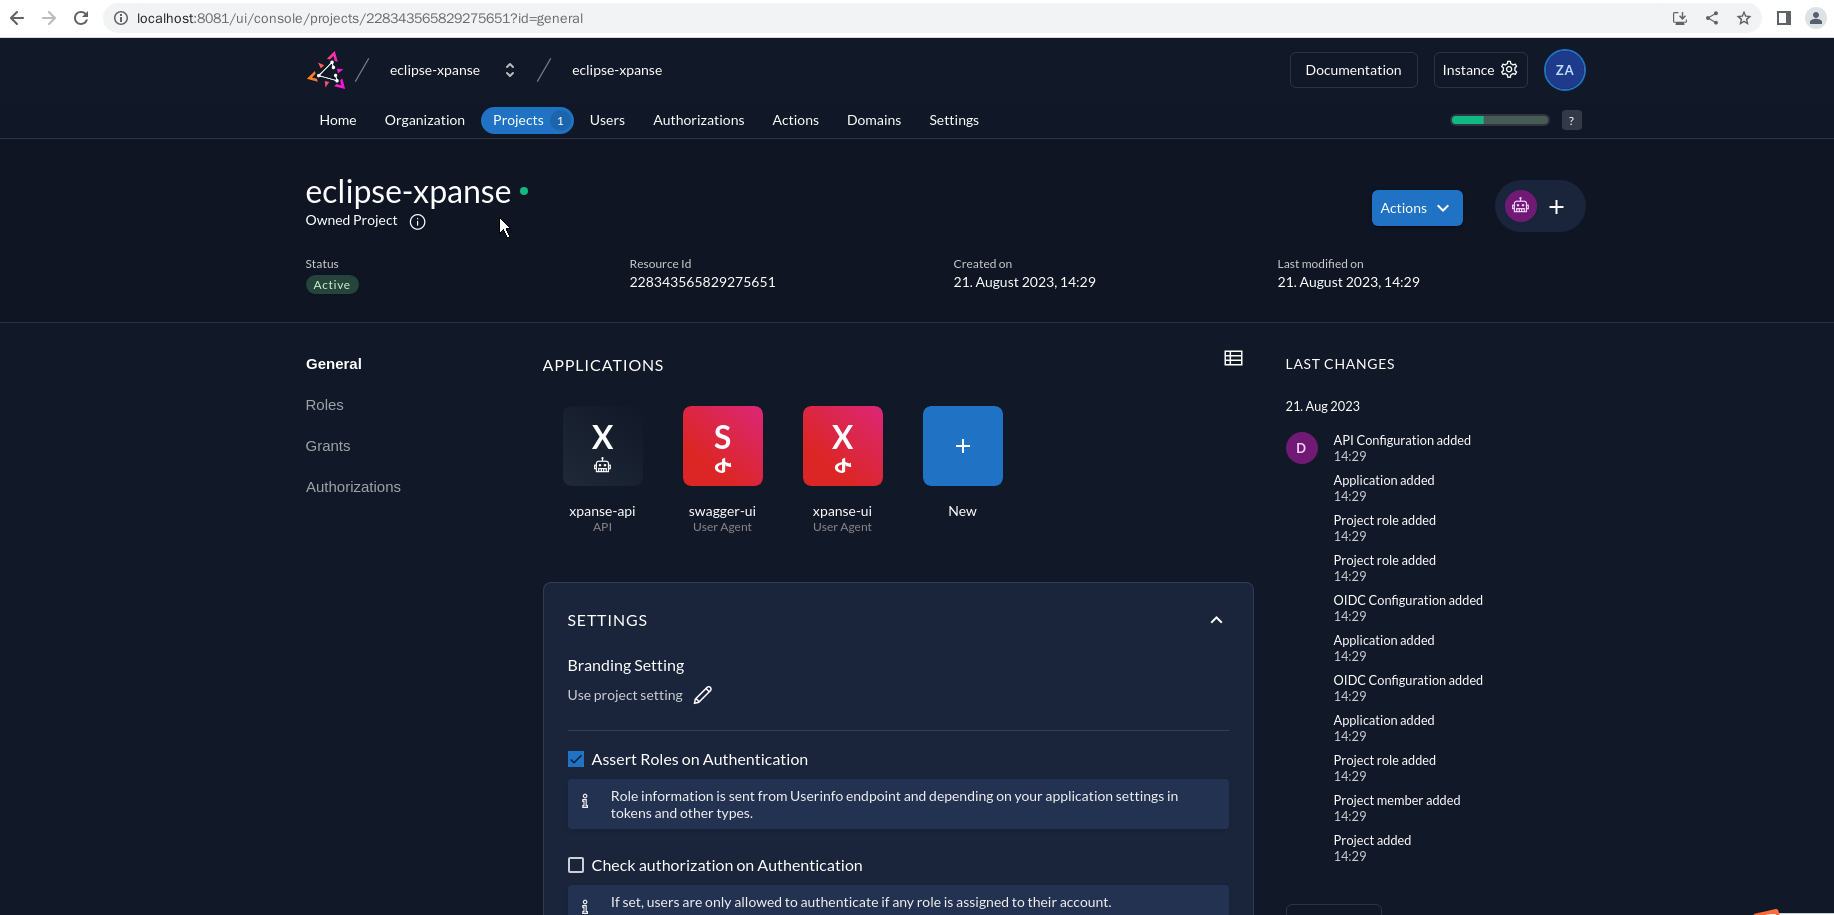 localhost:8081/ui/console/projects/228343565829275651?id=general
eclipse-xpanse
eclipse-xpanse
Documentation
Instance
ZA
Home
Organization
Projects 1
Users
Authorizations
Actions
Domains
Settings
?
eclipse-xpanse
Owned Project
Actions
Status
Active
Resource Id
228343565829275651
Created on
21. August 2023, 14:29
Last modified on
21. August 2023, 14:29
General
Roles
Grants
Authorizations
APPLICATIONS
X
xpanse-api
API
S
swagger-ui
User Agent
X
xpanse-ui
User Agent
New
SETTINGS
Branding Setting
Use project setting
Assert Roles on Authentication
Role information is sent from Userinfo endpoint and depending on your application settings in
tokens and other types.
Check authorization on Authentication
If set, users are only allowed to authenticate if any role is assigned to their account.
LAST CHANGES
21. Aug 2023
D
API Configuration added
14:29
Application added
14:29
Project role added
14:29
Project role added
14:29
OIDC Configuration added
14:29
Application added
14:29
OIDC Configuration added
14:29
Application added
14:29
Project role added
14:29
Project member added
14:29
Project added
14:29